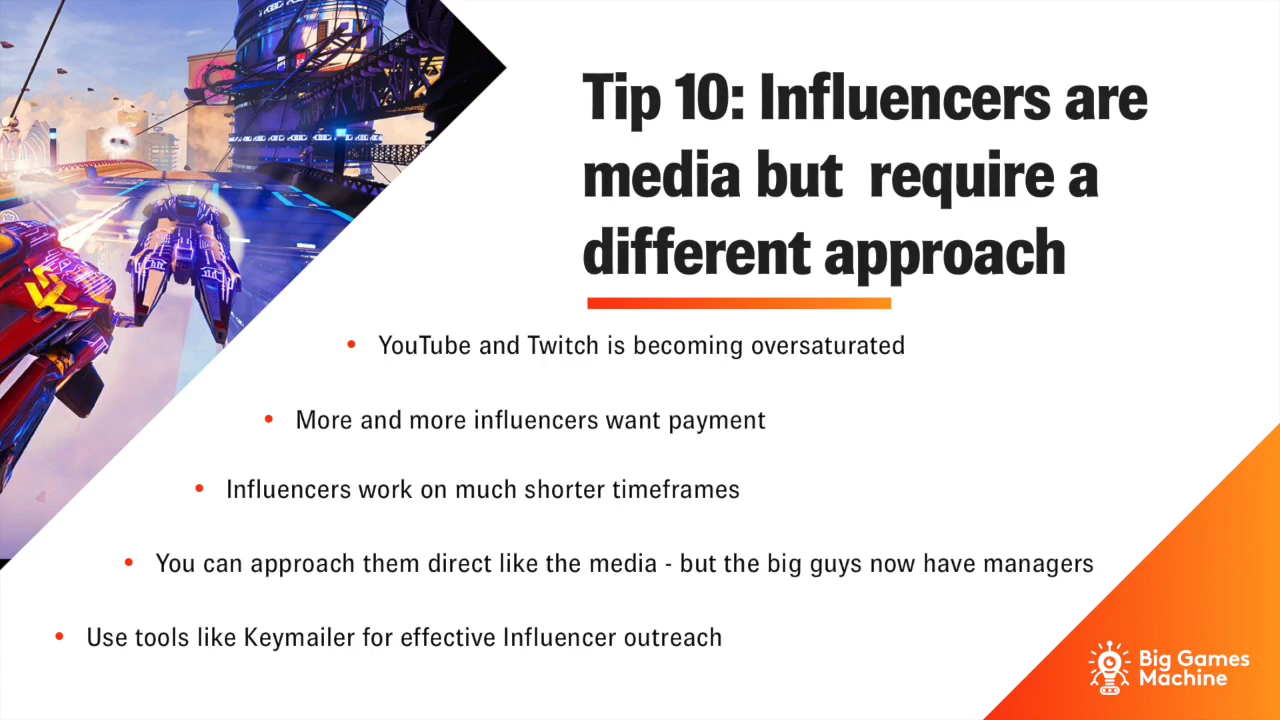 Tip 10: Influencers are
media but  require a
different approach
• YouTube and Twitch is becoming oversaturated
• More and more influencers want payment
• Influencers work on much shorter timeframes
• You can approach them direct like the media - but the big guys now have managers
• Use tools like Keymailer for effective Influencer outreach
Big Games
Machine